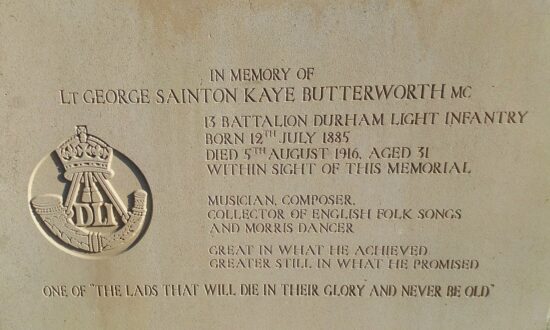 IN MEMORY OF
LT GEORGE SAINTON KAYE BUTTERWORTH MC
13 BATTALION DURHAM LIGHT INFANTRY
BORN 12TH JULY 1885
DIED 5TH AUGUST 1916, AGED 31
WITHIN SIGHT OF THIS MEMORIAL
DLI
MUSICIAN, COMPOSER,
COLLECTOR OF ENGLISH FOLK SONGS
AND MORRIS DANCER
GREAT IN WHAT HE ACHIEVED
GREATER STILL IN WHAT HE PROMISED
ONE OF "THE LADS THAT WILL DIE IN THEIR GLORY AND NEVER BE OLD"